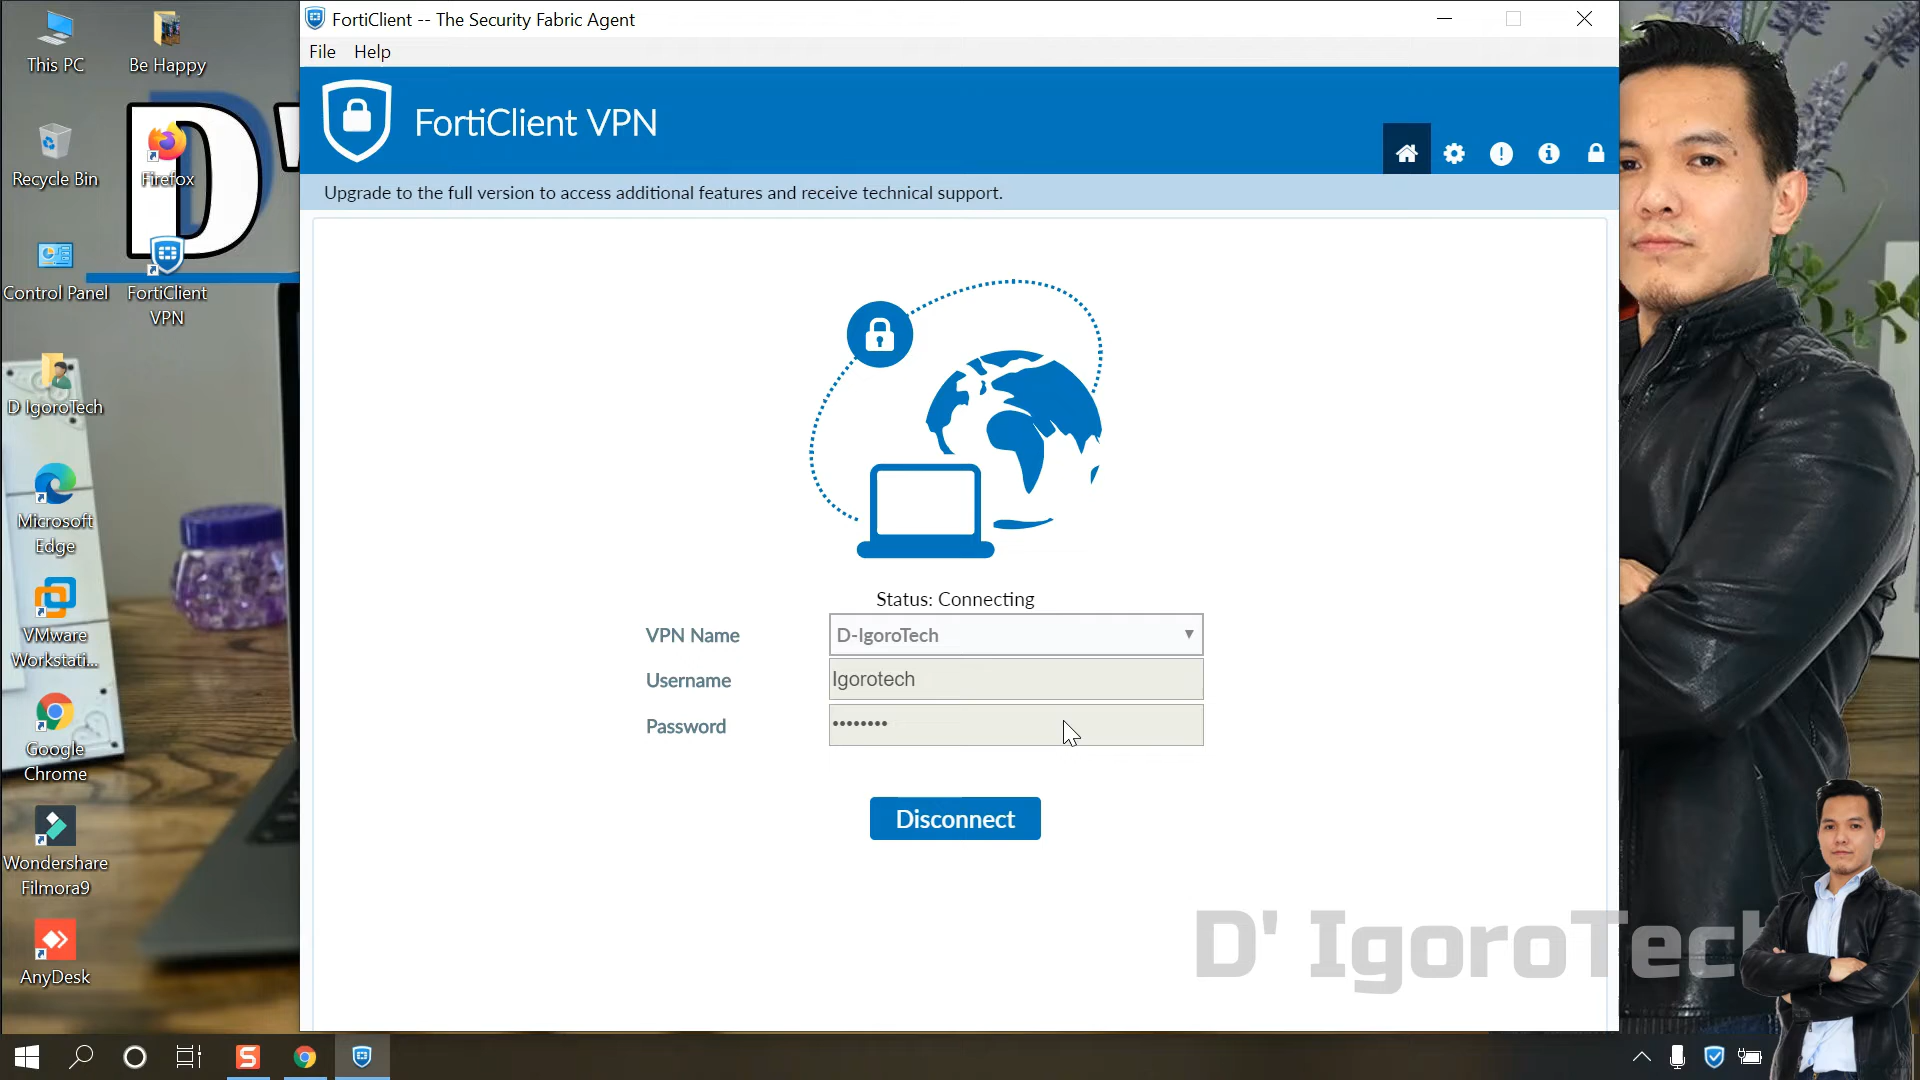 This PC
Be Happy
Recycle Bin
Firefox
Control Panel
FortiClient
VPN
D IgoroTech
Microsoft
Edge
VMware
Workstati...
Google
Chrome
Wondershare
Filmora9
AnyDesk
D'
FortiClient -- The Security Fabric Agent
File Help
FortiClient VPN
Upgrade to the full version to access additional features and receive technical support.
Status: Connecting
VPN Name D-IgoroTech
Username Igorotech
Password ••••••••
Disconnect
D' IgoroTech